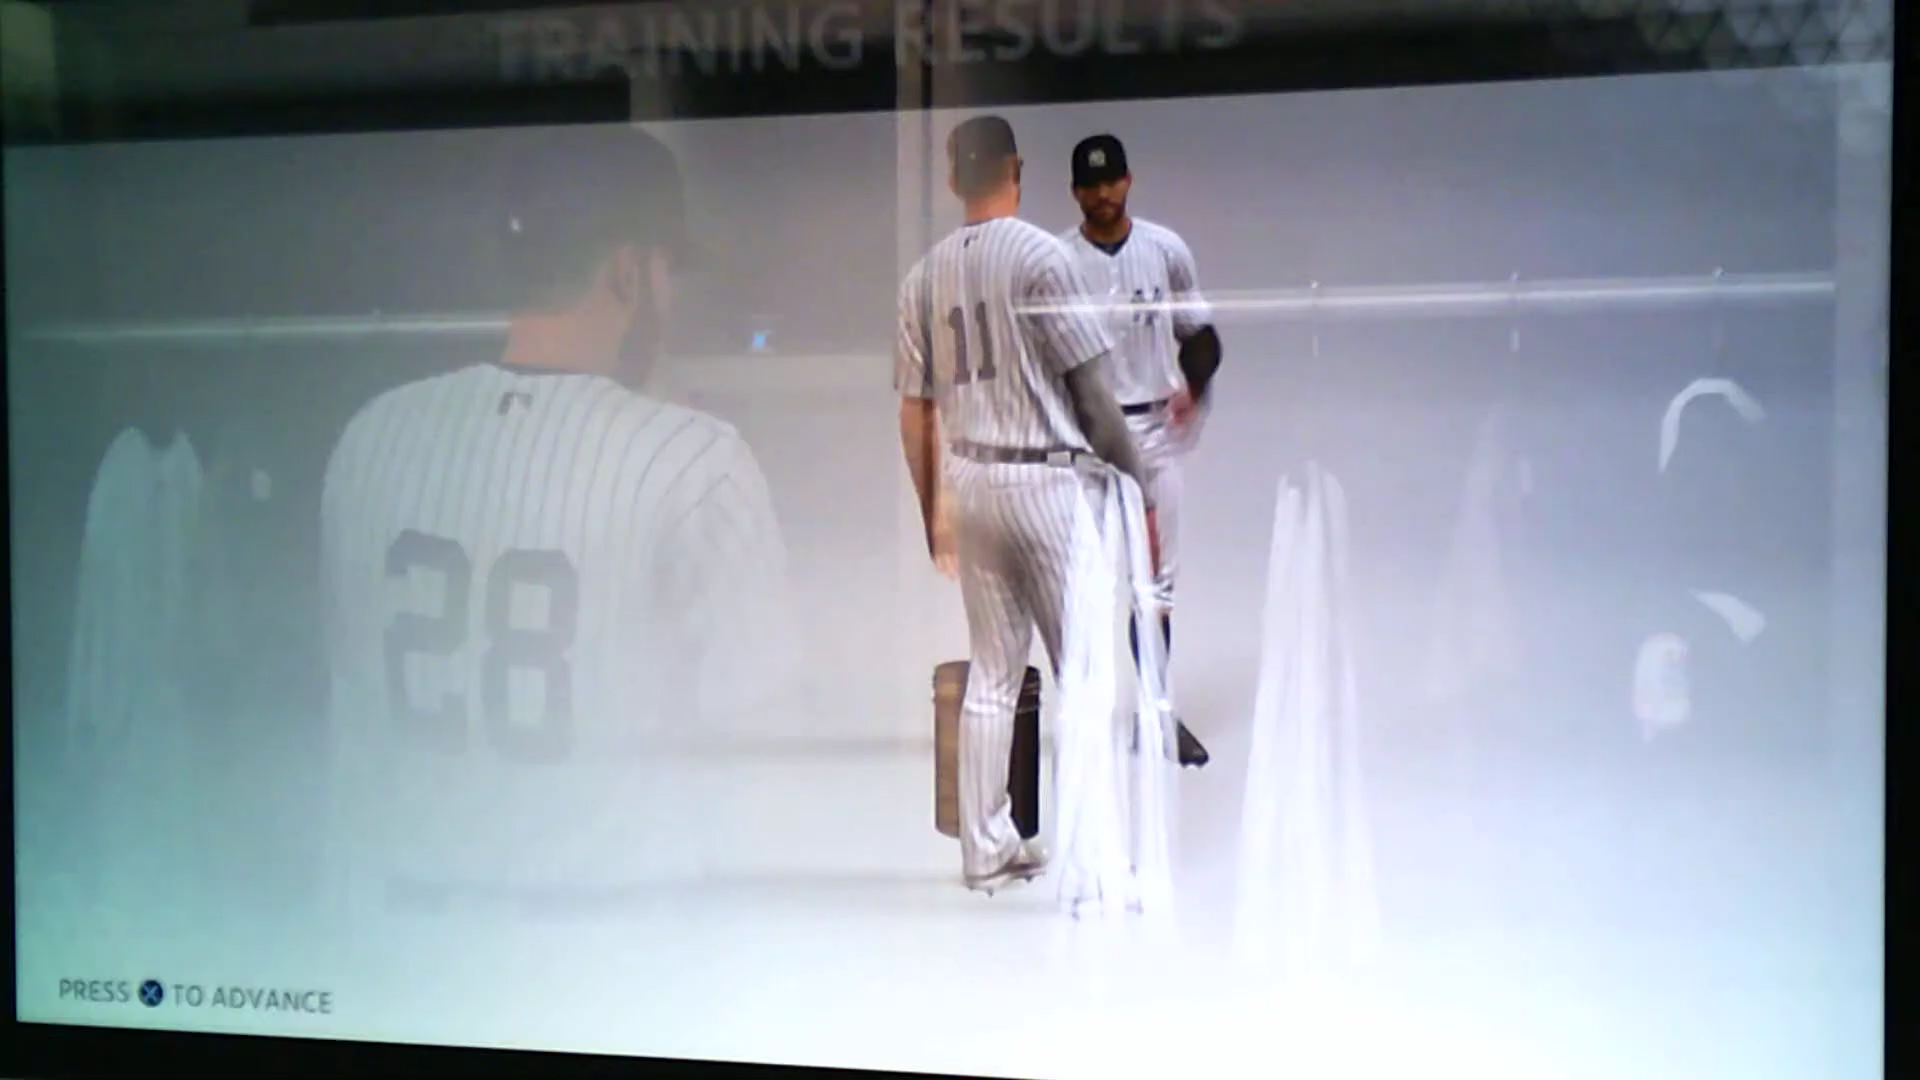 TRAINING RESULTS
11
28
PRESS ⓧ TO ADVANCE